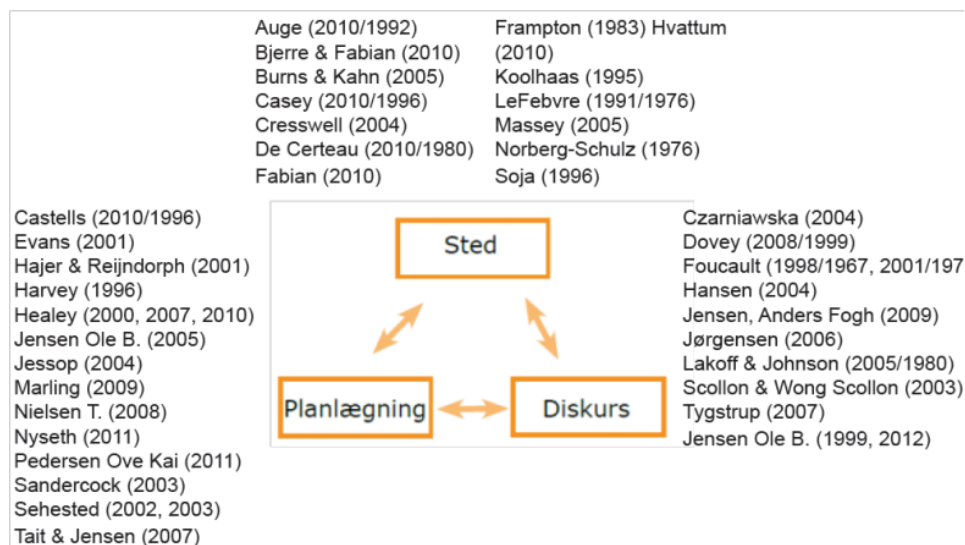 Auge (2010/1992)
Bjerre & Fabian (2010)
Burns & Kahn (2005)
Casey (2010/1996)
Cresswell (2004)
De Certeau (2010/1980)
Fabian (2010)
Frampton (1983) Hvattum
(2010)
Koolhaas (1995)
LeFebvre (1991/1976)
Massey (2005)
Norberg-Schulz (1976)
Soja (1996)
Castells (2010/1996)
Evans (2001)
Hajer & Reijndorph (2001)
Harvey (1996)
Healey (2000, 2007, 2010)
Jensen Ole B. (2005)
Jessop (2004)
Marling (2009)
Nielsen T. (2008)
Nyseth (2011)
Pedersen Ove Kai (2011)
Sandercock (2003)
Sehested (2002, 2003)
Tait & Jensen (2007)
Sted
Planlægning
Diskurs
Czarniawska (2004)
Dovey (2008/1999)
Foucault (1998/1967, 2001/197
Hansen (2004)
Jensen, Anders Fogh (2009)
Jørgensen (2006)
Lakoff & Johnson (2005/1980)
Scollon & Wong Scollon (2003)
Tygstrup (2007)
Jensen Ole B. (1999, 2012)